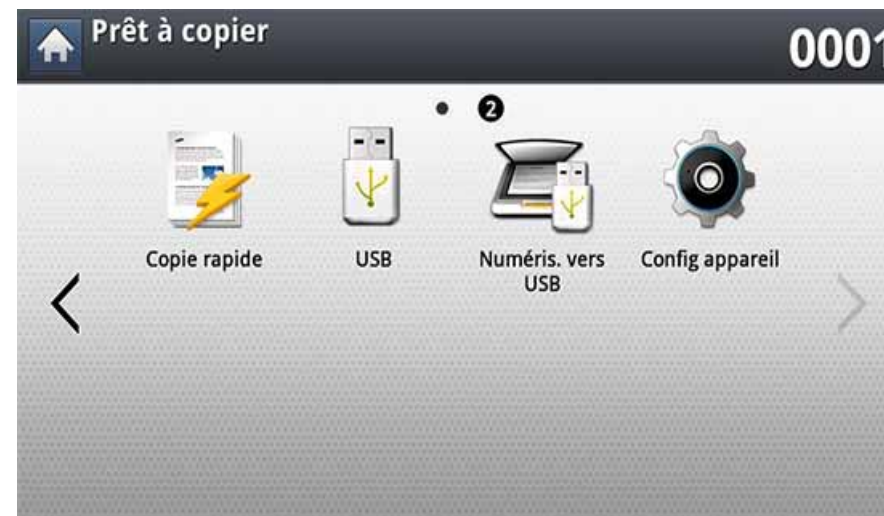 Prêt à copier
0001
2
Copie rapide
USB
Numéris. vers
USB
Config appareil